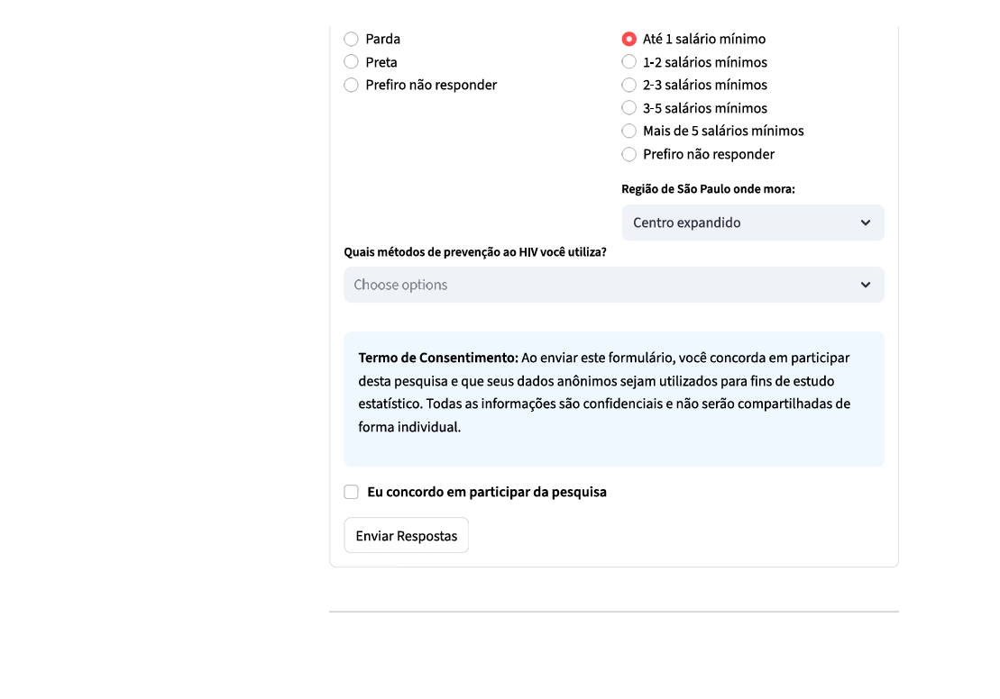 Parda
Preta
Prefiro não responder
Até 1 salário mínimo
1-2 salários mínimos
2-3 salários mínimos
3-5 salários mínimos
Mais de 5 salários mínimos
Prefiro não responder
Região de São Paulo onde mora:
Centro expandido
Quais métodos de prevenção ao HIV você utiliza?
Choose options
Termo de Consentimento: Ao enviar este formulário, você concorda em participar
desta pesquisa e que seus dados anônimos sejam utilizados para fins de estudo
estatístico. Todas as informações são confidenciais e não serão compartilhadas de
forma individual.
Eu concordo em participar da pesquisa
Enviar Respostas